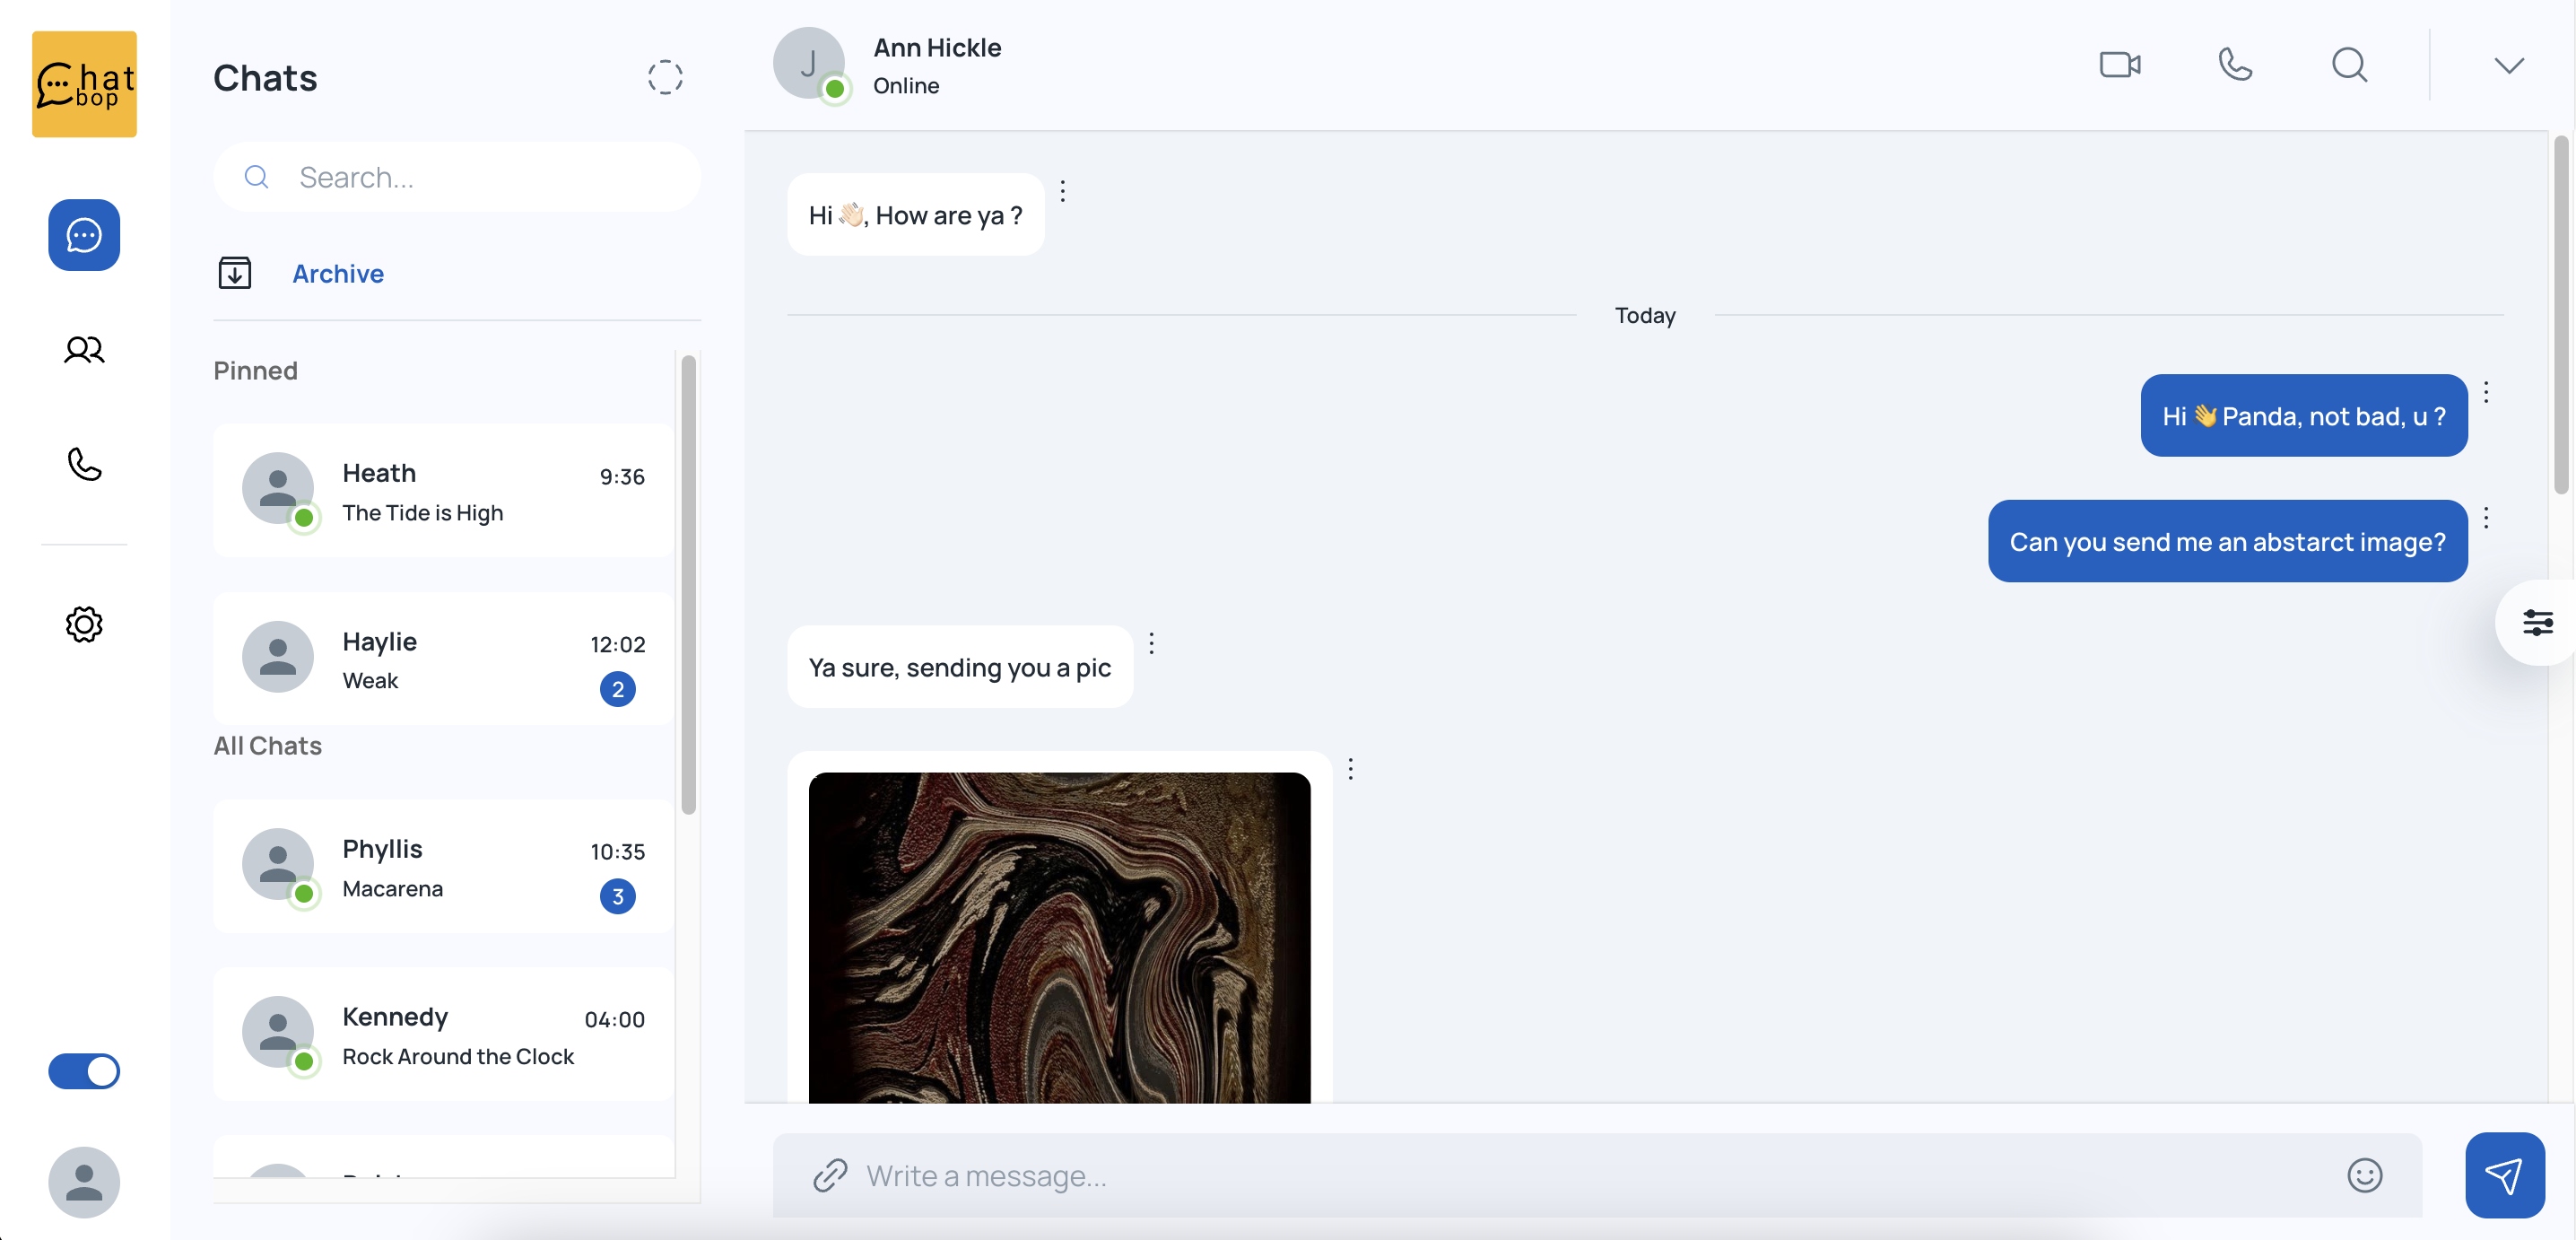 Chat
bop
Chats
Search...
Archive
Pinned
Heath
9:36
The Tide is High
Haylie
12:02
Weak
2
All Chats
Phyllis
10:35
Macarena
3
Kennedy
04:00
Rock Around the Clock
J
Ann Hickle
Online
Hi 👋🏻, How are ya ?
Today
Hi 👋 Panda, not bad, u ?
Can you send me an abstarct image?
Ya sure, sending you a pic
Write a message...